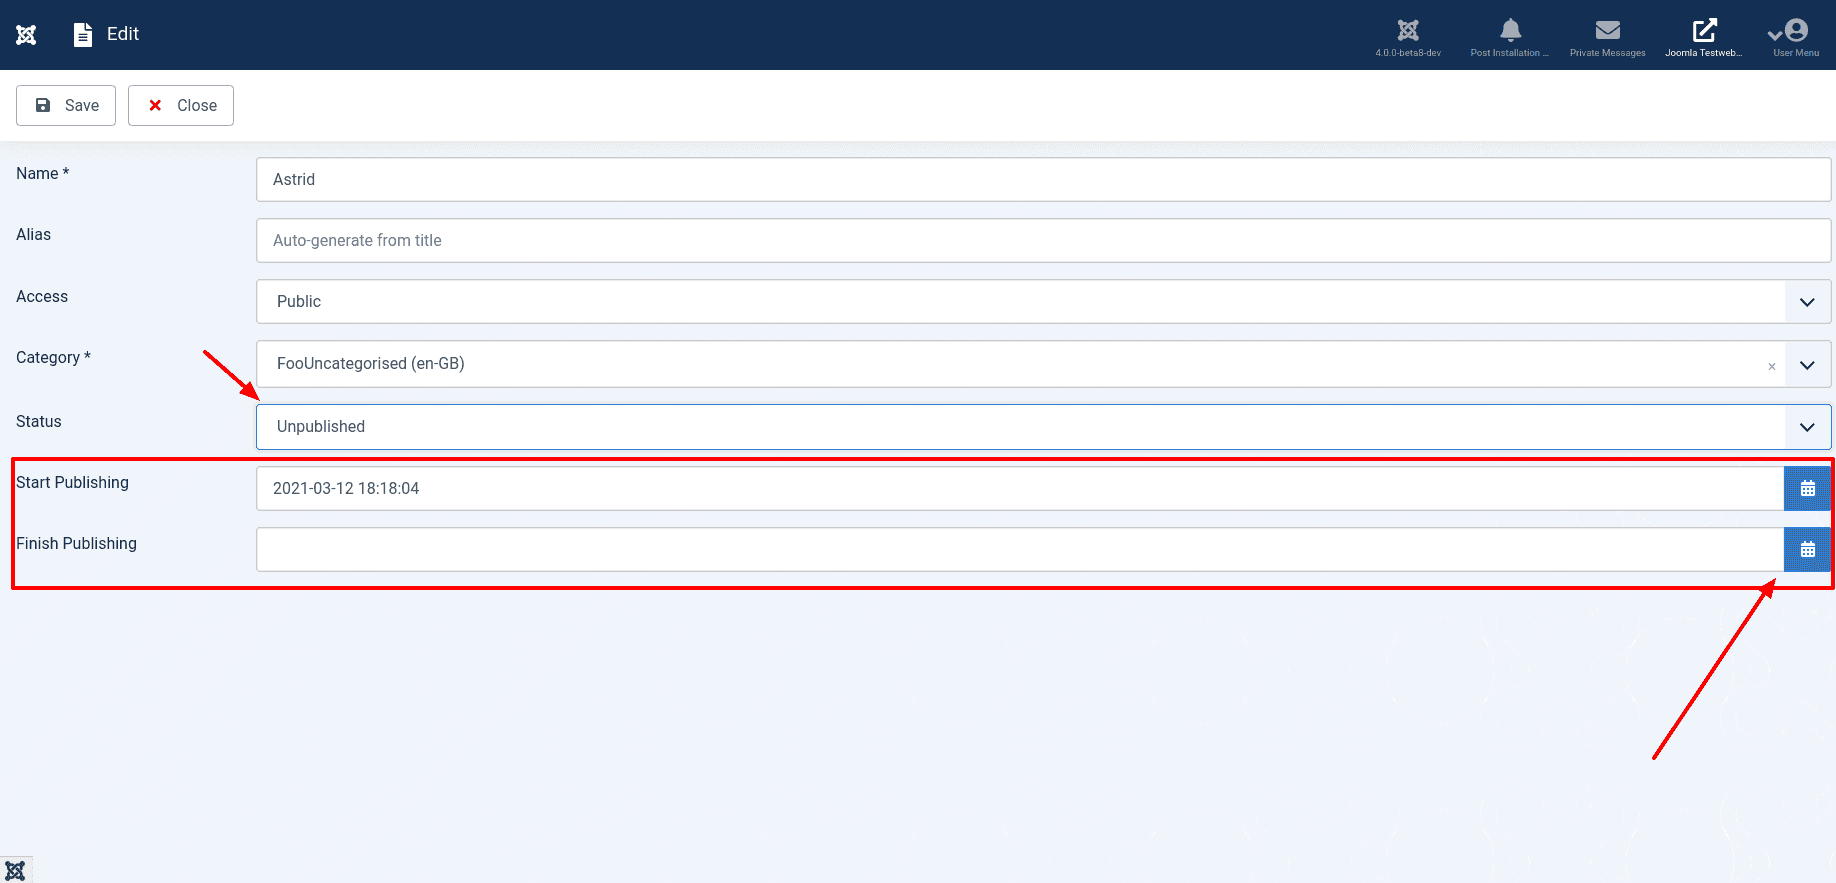 Edit
4.0.0-beta8-dev
Post Installation ...
Private Messages
Joomla Testweb...
User Menu
Save
Close
Name *
Astrid
Alias
Auto-generate from title
Access
Public
Category *
FooUncategorised (en-GB)
×
Status
Unpublished
Start Publishing
2021-03-12 18:18:04
Finish Publishing